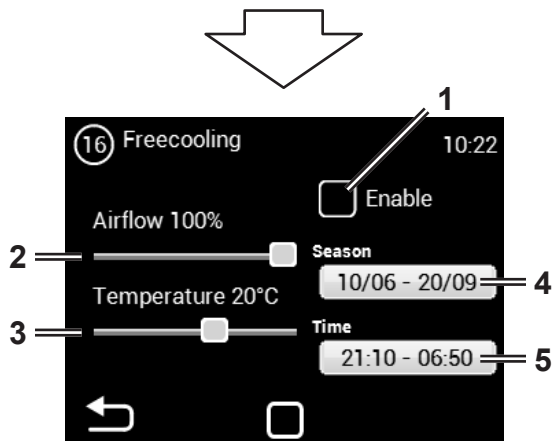 1
16 Freecooling 10:22
Enable
Airflow 100%
2
Season
10/06 - 20/09 4
Temperature 20°C
3
Time
21:10 - 06:50 5